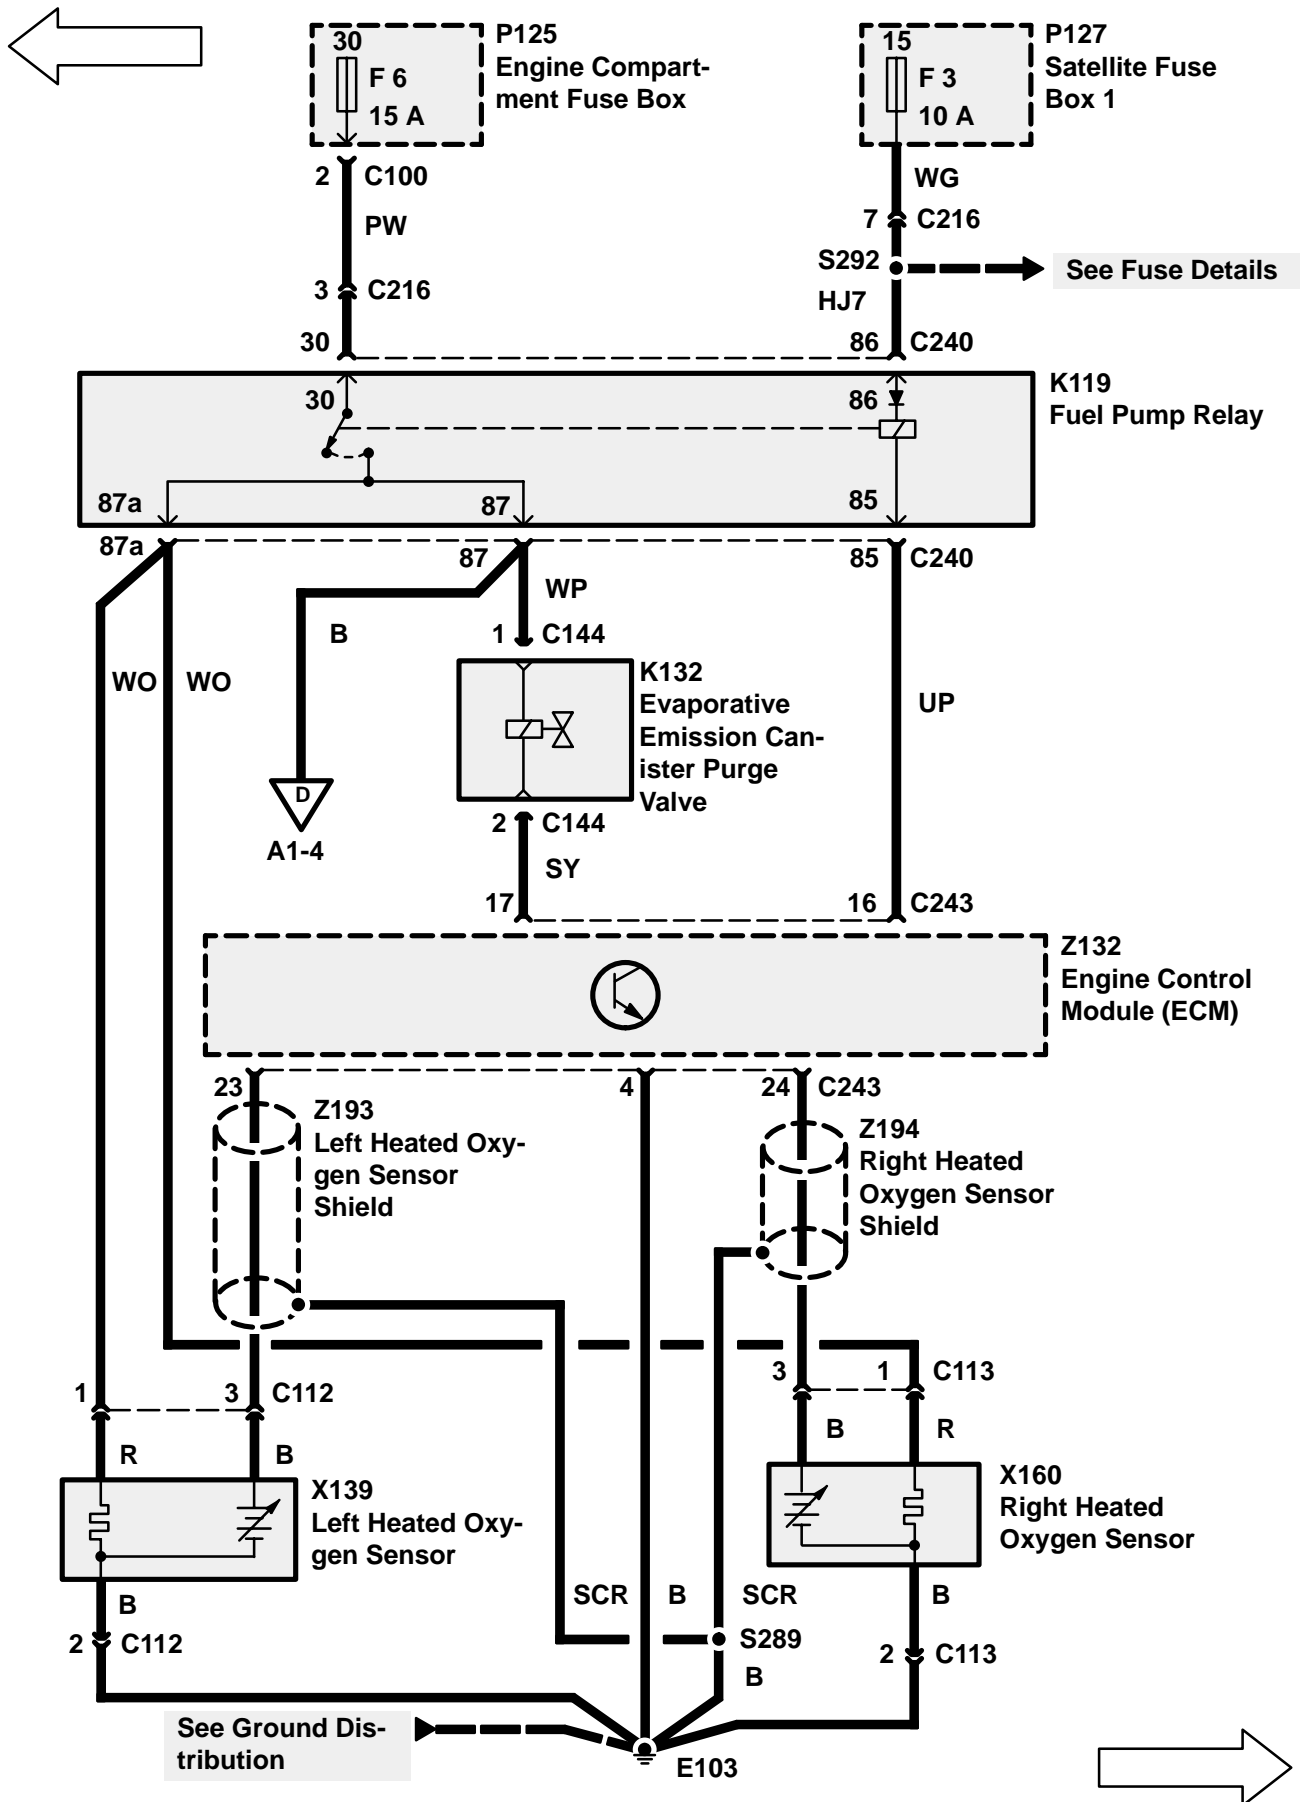 30
F 6
15 A
P125
Engine Compart-
ment Fuse Box
15
F 3
10 A
P127
Satellite Fuse
Box 1
2 C100
PW
WG
7 C216
S292
See Fuse Details
HJ7
3 C216
30
86 C240
K119
Fuel Pump Relay
30
86
87a
87
85
87a
87
85 C240
WP
B
1 C144
WO
WO
K132
Evaporative
Emission Can-
ister Purge
Valve
UP
D
A1-4
2 C144
SY
17
16 C243
Z132
Engine Control
Module (ECM)
23
4
24 C243
Z193
Left Heated Oxy-
gen Sensor
Shield
Z194
Right Heated
Oxygen Sensor
Shield
1
3 C112
3
1 C113
R
B
B
R
X139
Left Heated Oxy-
gen Sensor
X160
Right Heated
Oxygen Sensor
B
2 C112
SCR
B
SCR
S289
B
B
2 C113
See Ground Dis-
tribution
E103